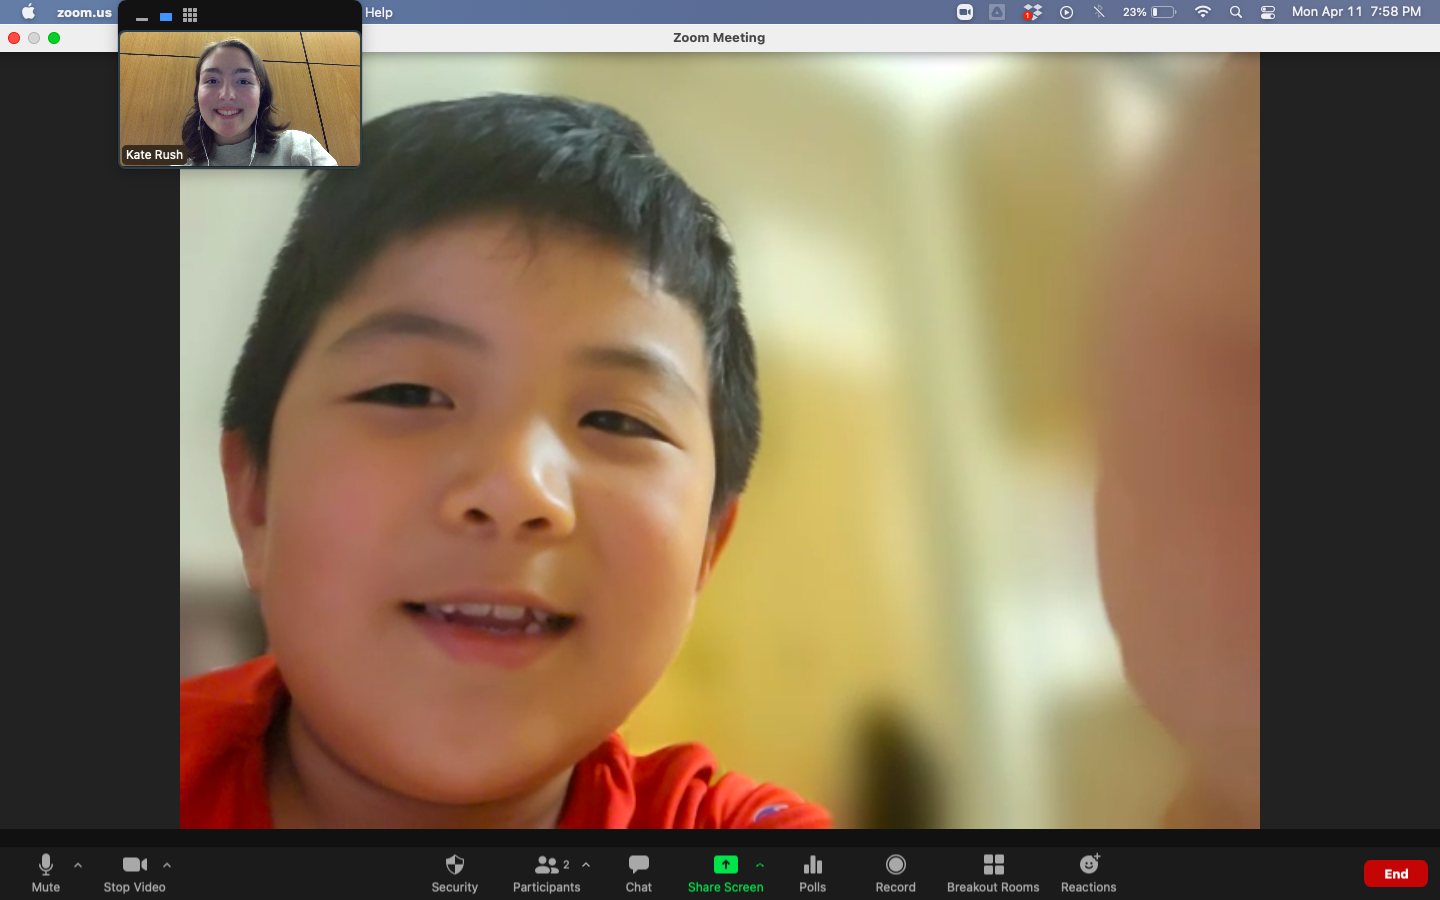 zoom.us
Help
23%
Mon Apr 11 7:58 PM
Zoom Meeting
Kate Rush
1
Mute
Stop Video
Security
2
Participants
Chat
Share Screen
Polls
Record
Breakout Rooms
Reactions
End